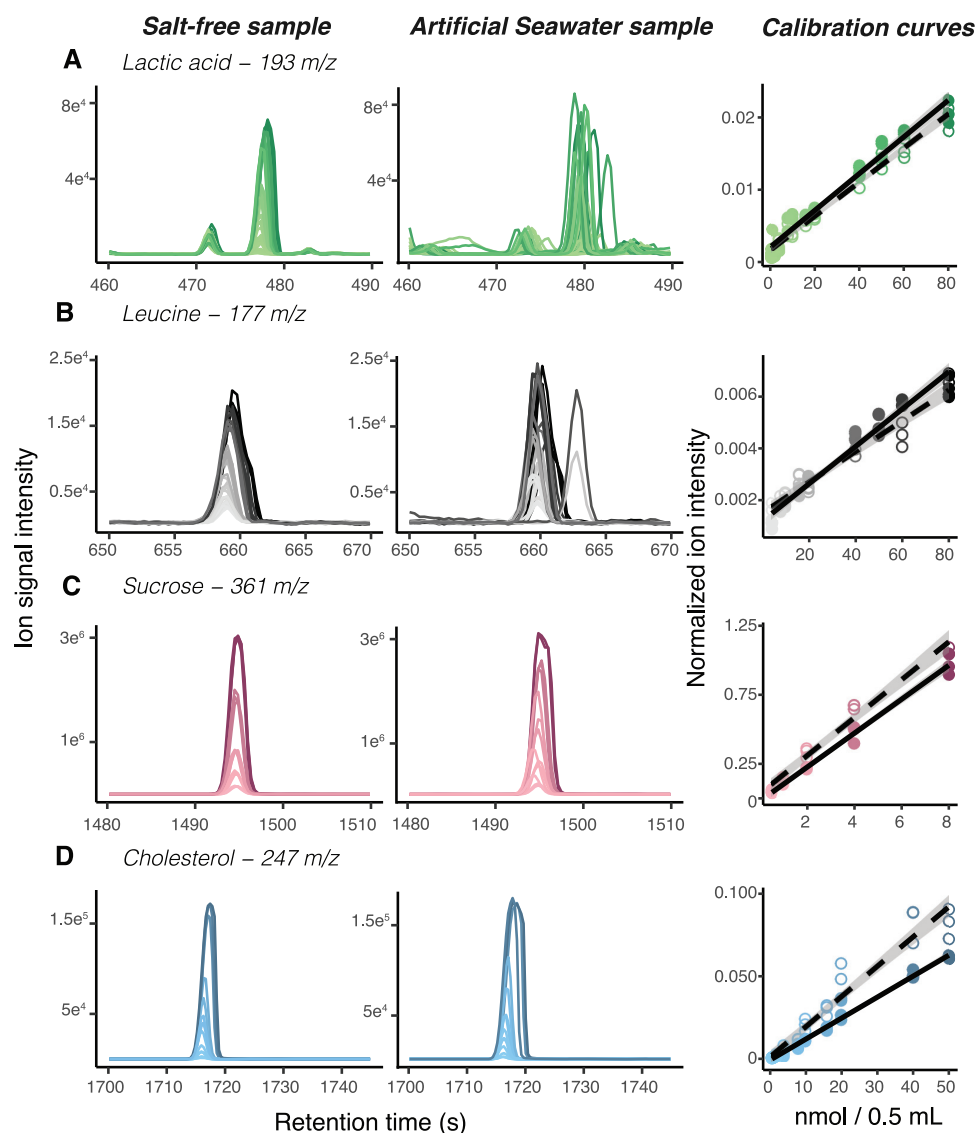 Salt-free sample Artificial Seawater sample Calibration curves
A Lactic acid – 193 m/z
8e⁴ 8e⁴ 0.02
4e⁴ 4e⁴ 0.01
0
460 470 480 490 460 470 480 490 0 20 40 60 80
B Leucine – 177 m/z
2.5e⁴ 2.5e⁴ 0.006
1.5e⁴ 1.5e⁴ 0.004
0.5e⁴ 0.5e⁴ 0.002
650 655 660 665 670 650 655 660 665 670 20 40 60 80
Ion signal intensity
Normalized ion intensity
C Sucrose – 361 m/z
3e⁶ 3e⁶ 1.25
0.75
1e⁶ 1e⁶ 0.25
0
1480 1490 1500 1510 1480 1490 1500 1510 2 4 6 8
D Cholesterol – 247 m/z
1.5e⁵ 1.5e⁵ 0.100
0.050
5e⁴ 5e⁴ 0
1700 1710 1720 1730 1740 1700 1710 1720 1730 1740 0 10 20 30 40 50
Retention time (s) nmol / 0.5 mL